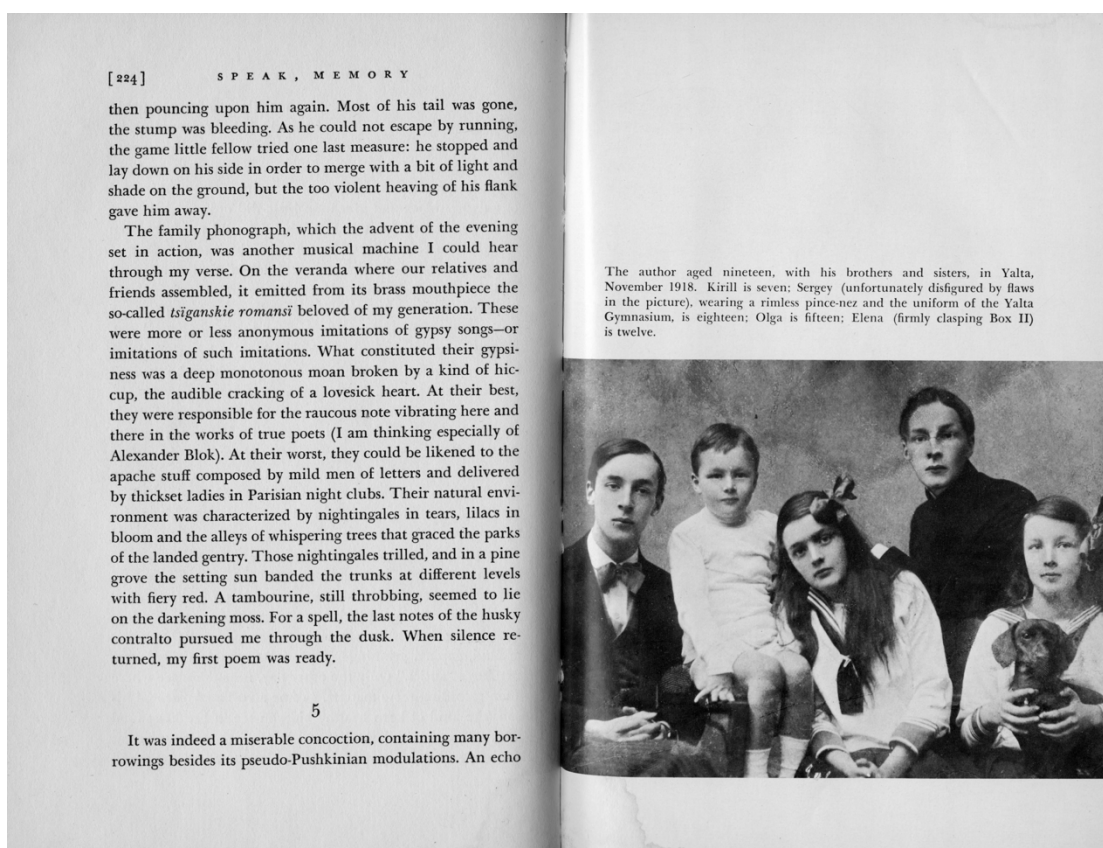 [224] SPEAK, MEMORY
then pouncing upon him again. Most of his tail was gone,
the stump was bleeding. As he could not escape by running,
the game little fellow tried one last measure: he stopped and
lay down on his side in order to merge with a bit of light and
shade on the ground, but the too violent heaving of his flank
gave him away.
The family phonograph, which the advent of the evening
set in action, was another musical machine I could hear
through my verse. On the veranda where our relatives and
friends assembled, it emitted from its brass mouthpiece the
so-called tsïganskie romansï beloved of my generation. These
were more or less anonymous imitations of gypsy songs—or
imitations of such imitations. What constituted their gypsi-
ness was a deep monotonous moan broken by a kind of hic-
cup, the audible cracking of a lovesick heart. At their best,
they were responsible for the raucous note vibrating here and
there in the works of true poets (I am thinking especially of
Alexander Blok). At their worst, they could be likened to the
apache stuff composed by mild men of letters and delivered
by thickset ladies in Parisian night clubs. Their natural envi-
ronment was characterized by nightingales in tears, lilacs in
bloom and the alleys of whispering trees that graced the parks
of the landed gentry. Those nightingales trilled, and in a pine
grove the setting sun banded the trunks at different levels
with fiery red. A tambourine, still throbbing, seemed to lie
on the darkening moss. For a spell, the last notes of the husky
contralto pursued me through the dusk. When silence re-
turned, my first poem was ready.
5
It was indeed a miserable concoction, containing many bor-
rowings besides its pseudo-Pushkinian modulations. An echo
The author aged nineteen, with his brothers and sisters, in Yalta,
November 1918. Kirill is seven; Sergey (unfortunately disfigured by flaws
in the picture). wearing a rimless pince-nez and the uniform of the Yalta
Gymnasium, is eighteen; Olga is fifteen; Elena (firmly clasping Box II)
is twelve.